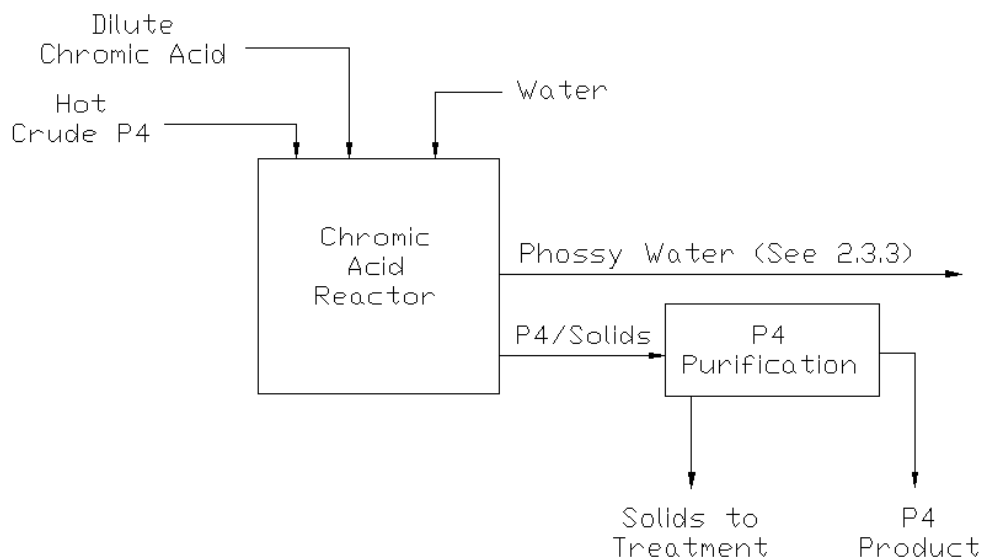 Dilute
Chromic Acid
Hot
Crude P4
Water
Chromic
Acid
Reactor
Phossy Water (See 2.3.3)
P4/Solids
P4
Purification
Solids to
Treatment
P4
Product